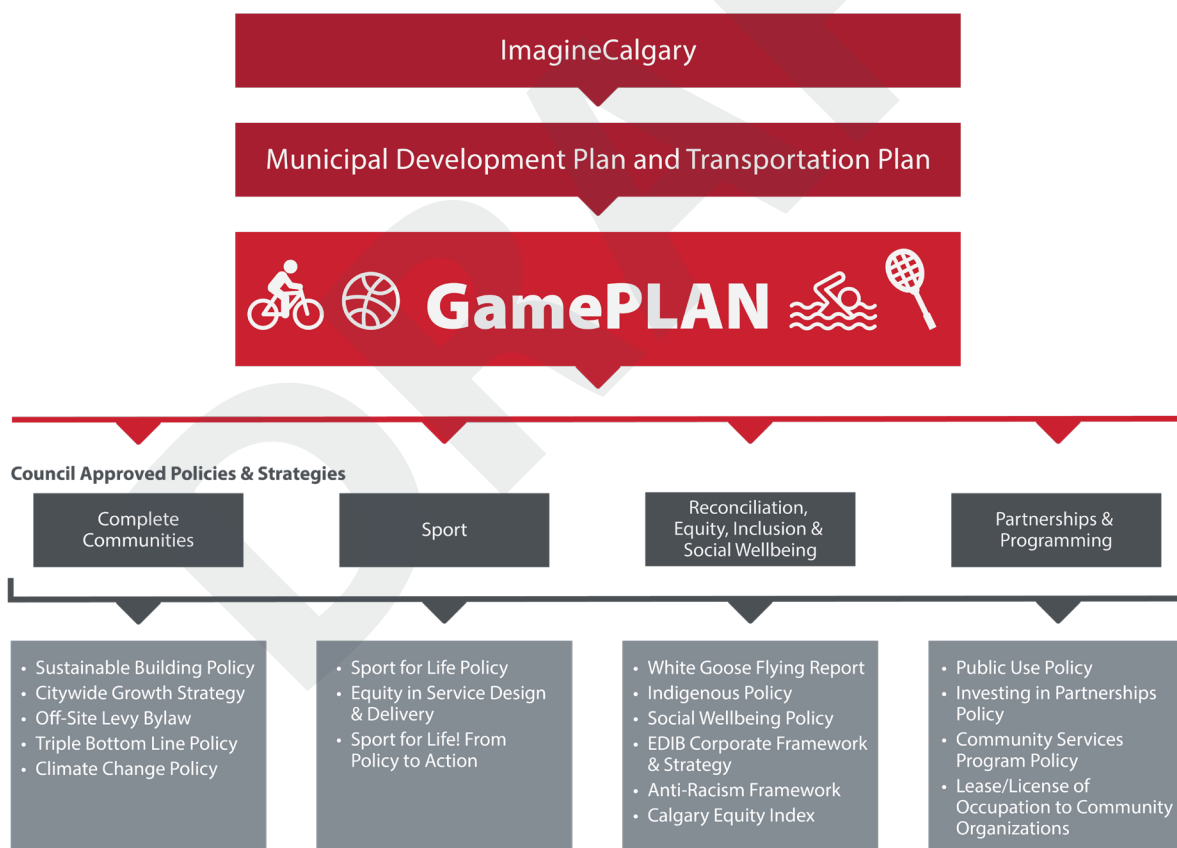 ImagineCalgary
Municipal Development Plan and Transportation Plan
GamePLAN
Council Approved Policies & Strategies
Complete
Communities
Sport
Reconciliation,
Equity, Inclusion &
Social Wellbeing
Partnerships &
Programming
• Sustainable Building Policy
• Citywide Growth Strategy
• Off-Site Levy Bylaw
• Triple Bottom Line Policy
• Climate Change Policy
• Sport for Life Policy
• Equity in Service Design
& Delivery
• Sport for Life! From
Policy to Action
• White Goose Flying Report
• Indigenous Policy
• Social Wellbeing Policy
• EDIB Corporate Framework
& Strategy
• Anti-Racism Framework
• Calgary Equity Index
• Public Use Policy
• Investing in Partnerships
Policy
• Community Services
Program Policy
• Lease/License of
Occupation to Community
Organizations
DRA